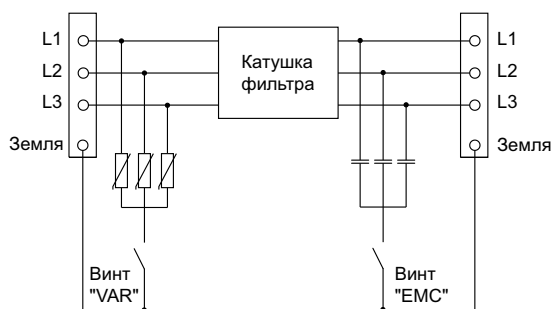 L1
L2
L3
Земля
Катушка
фильтра
L1
L2
L3
Земля
Винт
"VAR"
Винт
"EMC"